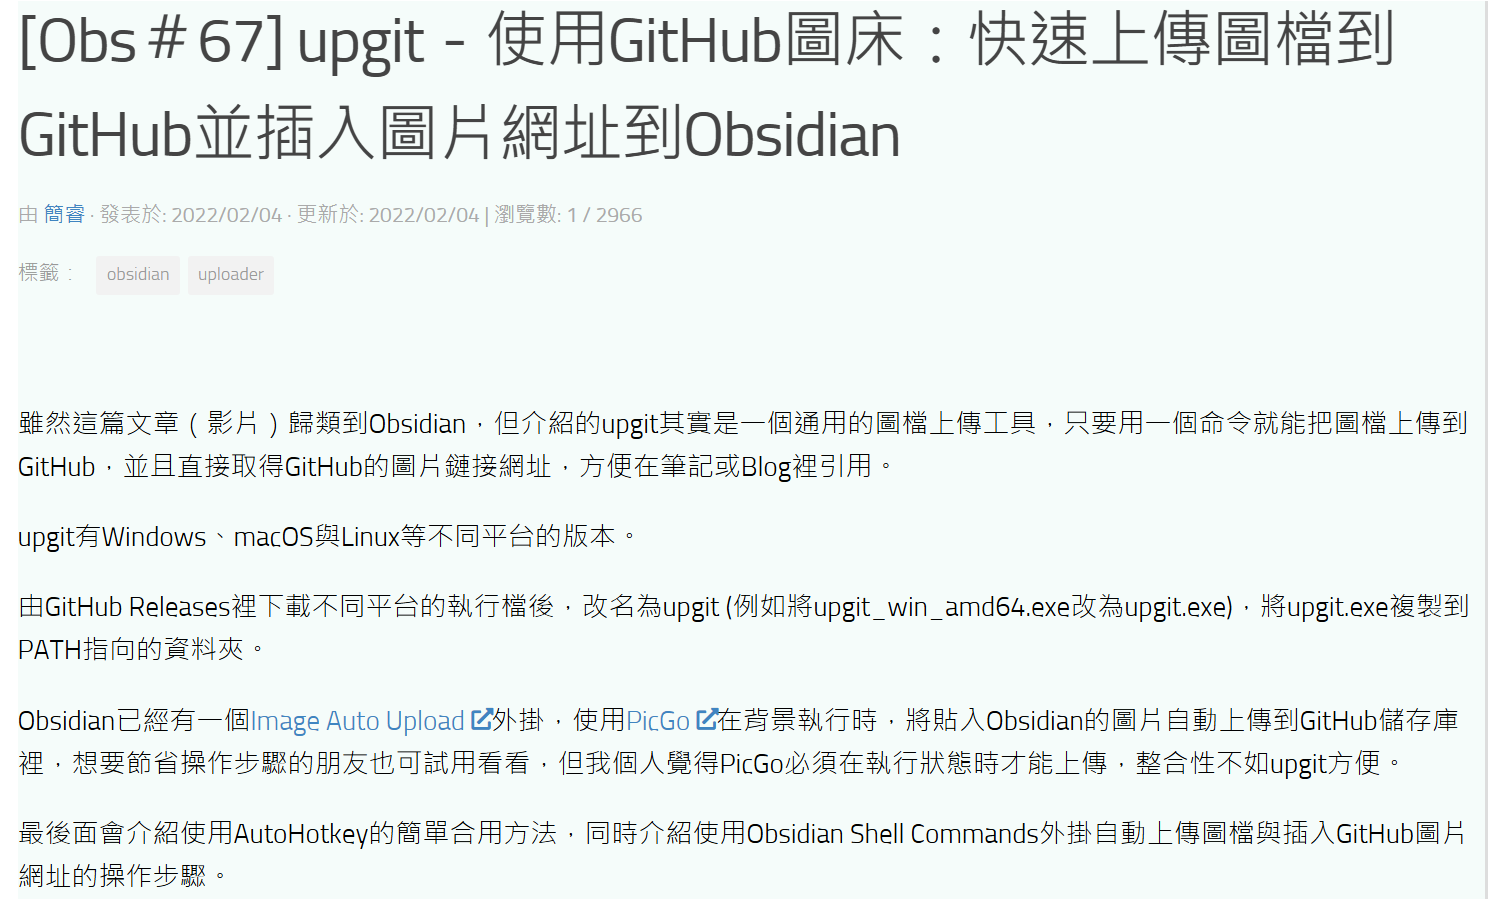 [Obs＃67] upgit - 使用GitHub圖床：快速上傳圖檔到
GitHub並插入圖片網址到Obsidian
由 簡睿 · 發表於: 2022/02/04 · 更新於: 2022/02/04 | 瀏覽數: 1 / 2966
標籤： obsidian uploader
雖然這篇文章（影片）歸類到Obsidian，但介紹的upgit其實是一個通用的圖檔上傳工具，只要用一個命令就能把圖檔上傳到
GitHub，並且直接取得GitHub的圖片鏈接網址，方便在筆記或Blog裡引用。
upgit有Windows、macOS與Linux等不同平台的版本。
由GitHub Releases裡下載不同平台的執行檔後，改名為upgit (例如將upgit_win_amd64.exe改為upgit.exe)，將upgit.exe複製到
PATH指向的資料夾。
Obsidian已經有一個Image Auto Upload外掛，使用PicGo在背景執行時，將貼入Obsidian的圖片自動上傳到GitHub儲存庫
裡，想要節省操作步驟的朋友也可試用看看，但我個人覺得PicGo必須在執行狀態時才能上傳，整合性不如upgit方便。
最後面會介紹使用AutoHotkey的簡單合用方法，同時介紹使用Obsidian Shell Commands外掛自動上傳圖檔與插入GitHub圖片
網址的操作步驟。